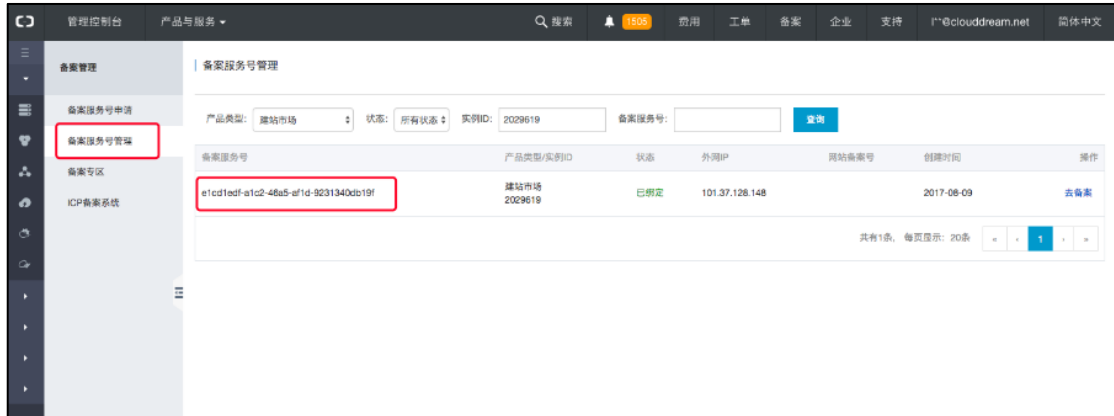 管理控制台 产品与服务 搜索 1505 费用 工单 备案 企业 支持 l**@clouddream.net 简体中文
备案管理
备案服务号申请
备案服务号管理
备案专区
ICP备案系统
备案服务号管理
产品类型: 建站市场 状态: 所有状态 实例ID: 2029619 备案服务号: 查询
备案服务号 产品类型/实例ID 状态 外网IP 网站备案号 创建时间 操作
e1cd1edf-a1c2-46a5-af1d-9231340db19f 建站市场 已绑定 101.37.128.148 2017-08-09 去备案
2029619
共有1条, 每页显示: 20条 « ‹ 1 › »